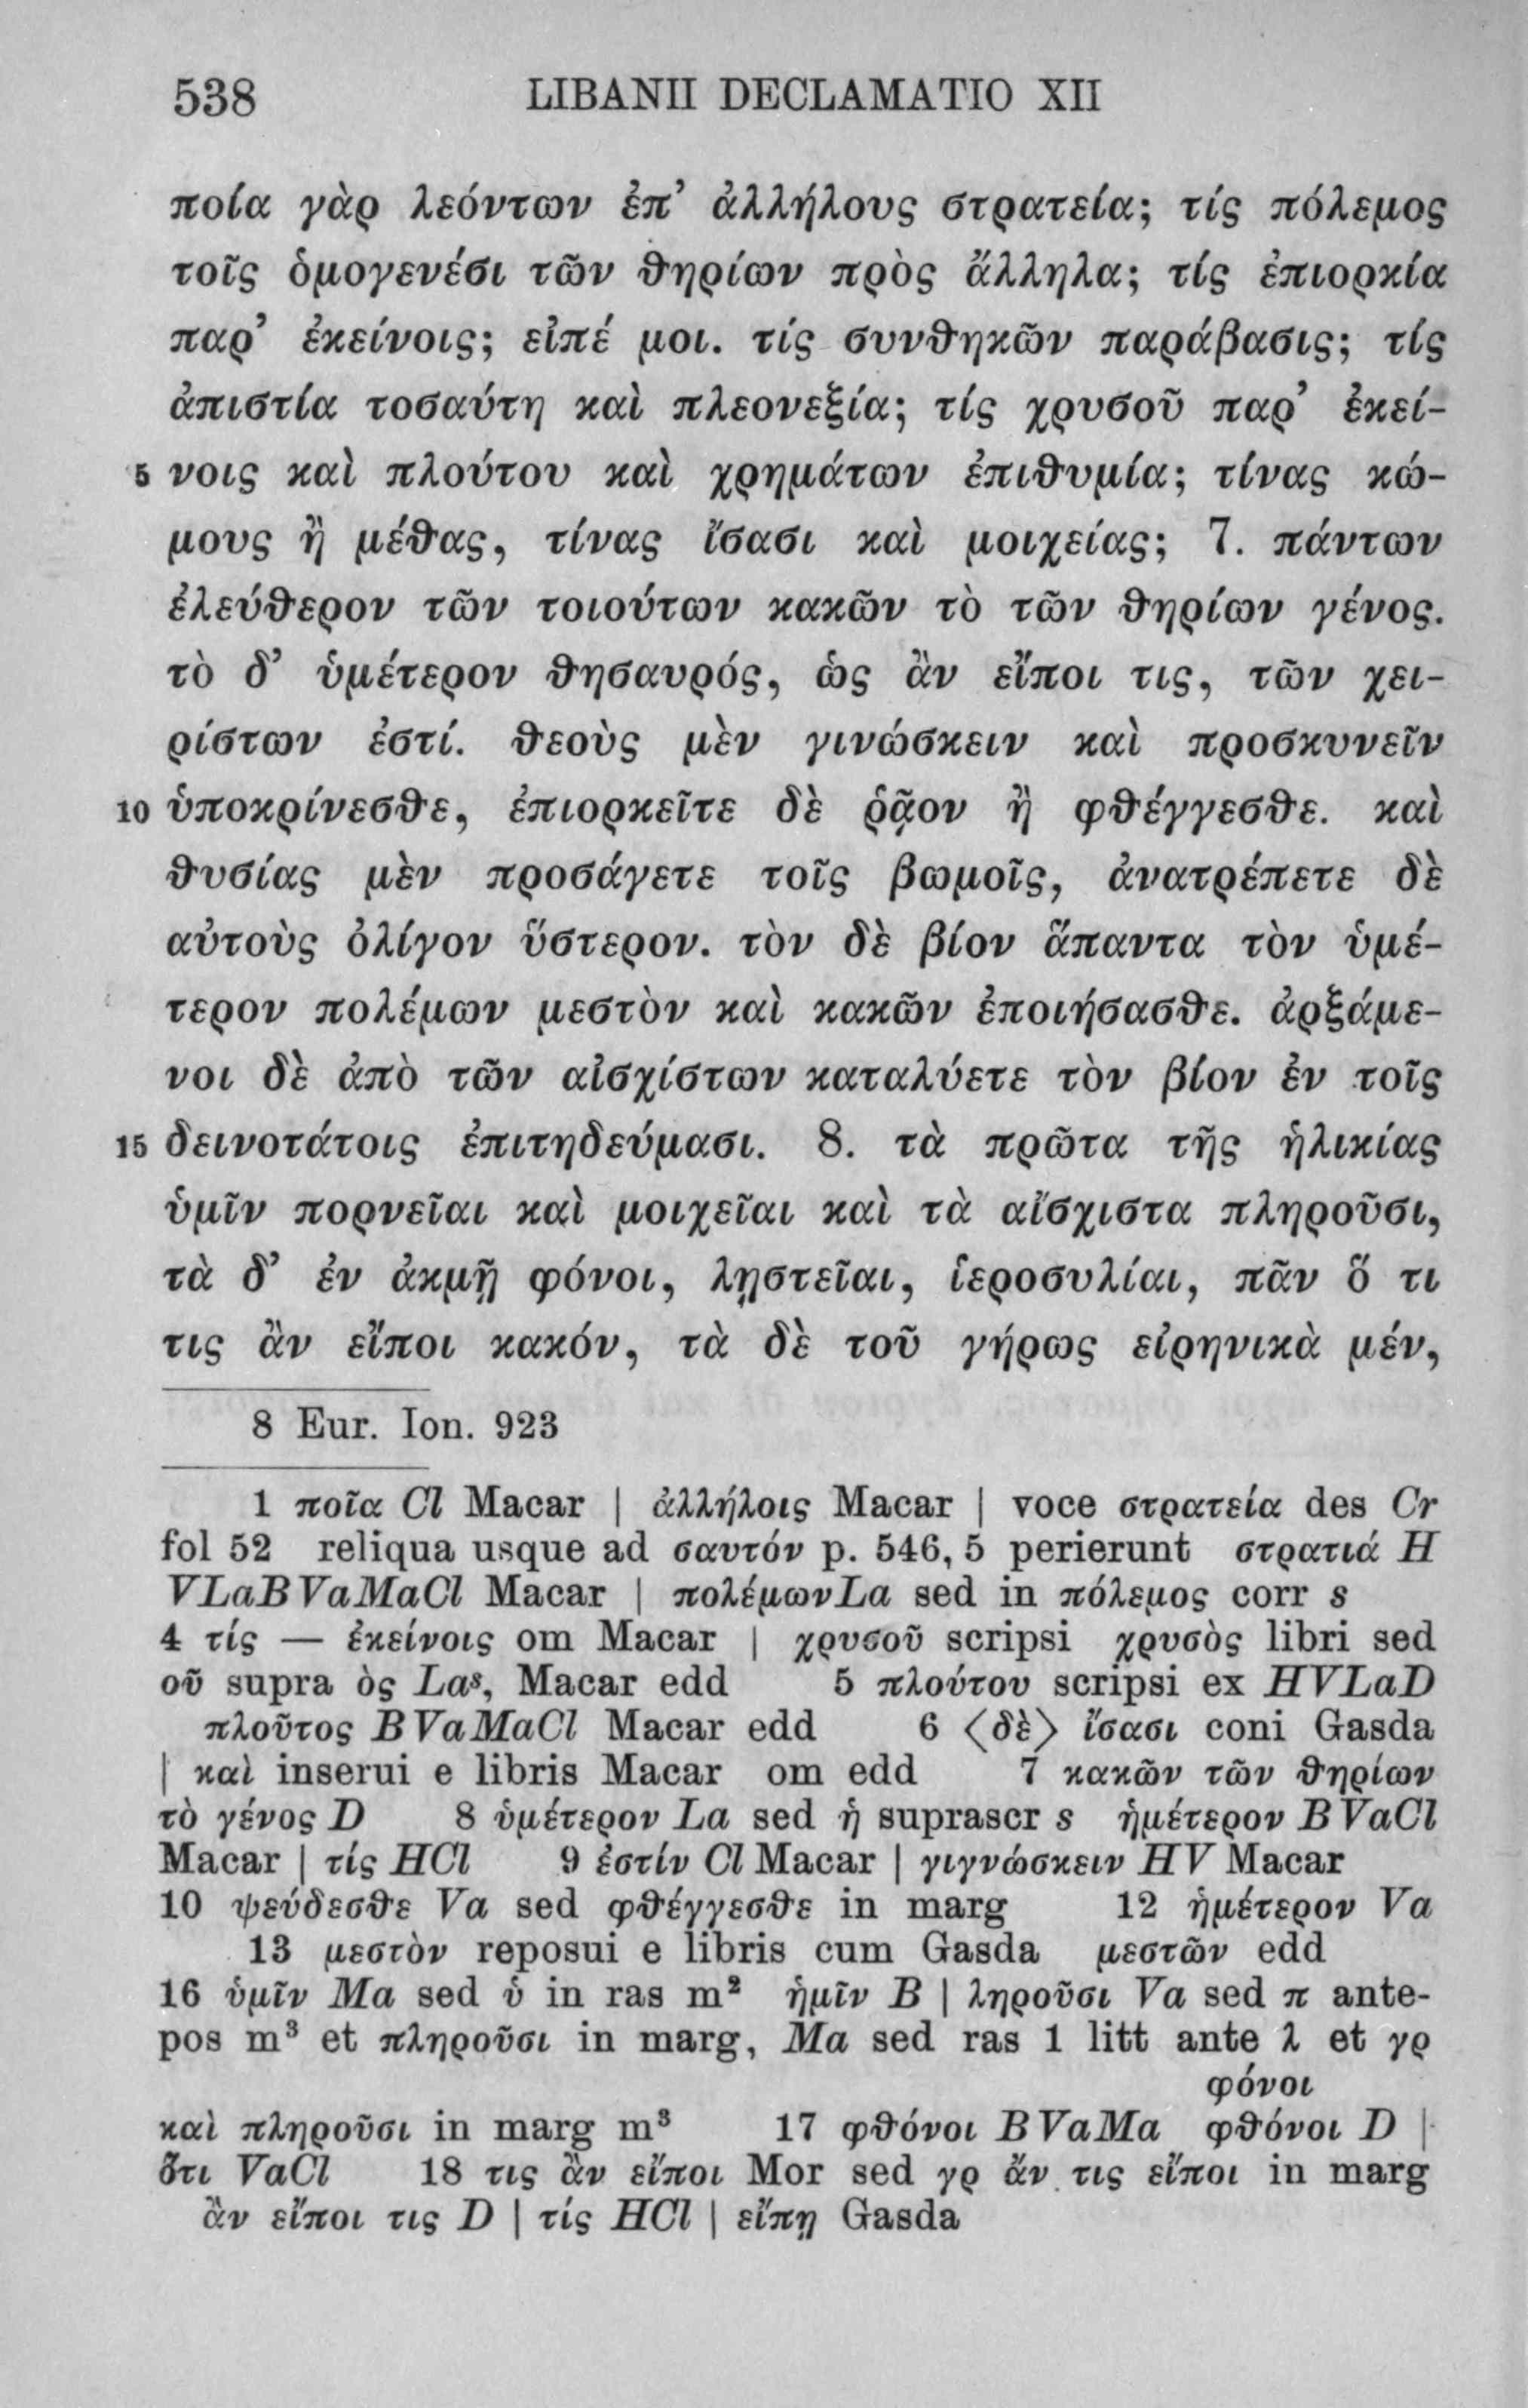 538 LIBANII DECLAMATIO XII
ποία γὰρ λεόντων ἐπ’ ἀλλήλους στρατεία; τίς πόλεμος
τοῖς ὁμογενέσι τῶν θηρίων πρὸς ἄλληλα; τίς ἐπιορκία
παρ’ ἐκείνοις; εἰπέ μοι. τίς συνθηκῶν παράβασις; τίς
ἀπιστία τοσαύτη καὶ πλεονεξία; τίς χρυσοῦ παρ’ ἐκεί-
5 νοις καὶ πλούτου καὶ χρημάτων ἐπιθυμία; τίνας κώ-
μους ἢ μέθας, τίνας ἴσασι καὶ μοιχείας; 7. πάντων
ἐλεύθερον τῶν τοιούτων κακῶν τὸ τῶν θηρίων γένος.
τὸ δ’ ὑμέτερον θησαυρός, ὡς ἂν εἴποι τις, τῶν χει-
ρίστων ἐστί. θεοὺς μὲν γινώσκειν καὶ προσκυνεῖν
10 ὑποκρίνεσθε, ἐπιορκεῖτε δὲ ῥᾷον ἢ φθέγγεσθε. καὶ
θυσίας μὲν προσάγετε τοῖς βωμοῖς, ἀνατρέπετε δὲ
αὐτοὺς ὀλίγον ὕστερον. τὸν δὲ βίον ἅπαντα τὸν ὑμέ-
τερον πολέμων μεστὸν καὶ κακῶν ἐποιήσασθε. ἀρξάμε-
νοι δὲ ἀπὸ τῶν αἰσχίστων καταλύετε τὸν βίον ἐν τοῖς
15 δεινοτάτοις ἐπιτηδεύμασι. 8. τὰ πρῶτα τῆς ἡλικίας
ὑμῖν πορνεῖαι καὶ μοιχεῖαι καὶ τὰ αἴσχιστα πληροῦσι,
τὰ δ’ ἐν ἀκμῇ φόνοι, λῃστεῖαι, ἱεροσυλίαι, πᾶν ὅ τι
τις ἂν εἴποι κακόν, τὰ δὲ τοῦ γήρως εἰρηνικὰ μέν,
8 Eur. Ion. 923
1 ποῖα Cl Macar | ἀλλήλοις Macar | voce στρατεία des Cr
fol 52 reliqua usque ad σαυτόν p. 546, 5 perierunt στρατιά H
VLaBVaMaCl Macar | πολέμων La sed in πόλεμος corr s
4 τίς — ἐκείνοις om Macar | χρυσοῦ scripsi χρυσὸς libri sed
οῦ supra ὸς Laˢ, Macar edd 5 πλούτου scripsi ex HVLaD
πλοῦτος BVaMaCl Macar edd 6 〈δὲ〉 ἴσασι coni Gasda
| καὶ inserui e libris Macar om edd 7 κακῶν τῶν θηρίων
τὸ γένος D 8 ὑμέτερον La sed ἡ suprascr s ἡμέτερον BVaCl
Macar | τίς HCl 9 ἐστίν Cl Macar | γιγνώσκειν HV Macar
10 ψεύδεσθε Va sed φθέγγεσθε in marg 12 ἡμέτερον Va
13 μεστὸν reposui e libris cum Gasda μεστῶν edd
16 ὑμῖν Ma sed ὑ in ras m² ἡμῖν B | ληροῦσι Va sed π ante-
pos m³ et πληροῦσι in marg, Ma sed ras 1 litt ante λ et γρ
φόνοι
καὶ πληροῦσι in marg m³ 17 φθόνοι BVaMa φθόνοι D |
ὅτι VaCl 18 τις ἂν εἴποι Mor sed γρ ἄν τις εἴποι in marg
ἂν εἴποι τις D | τίς HCl | εἴπῃ Gasda